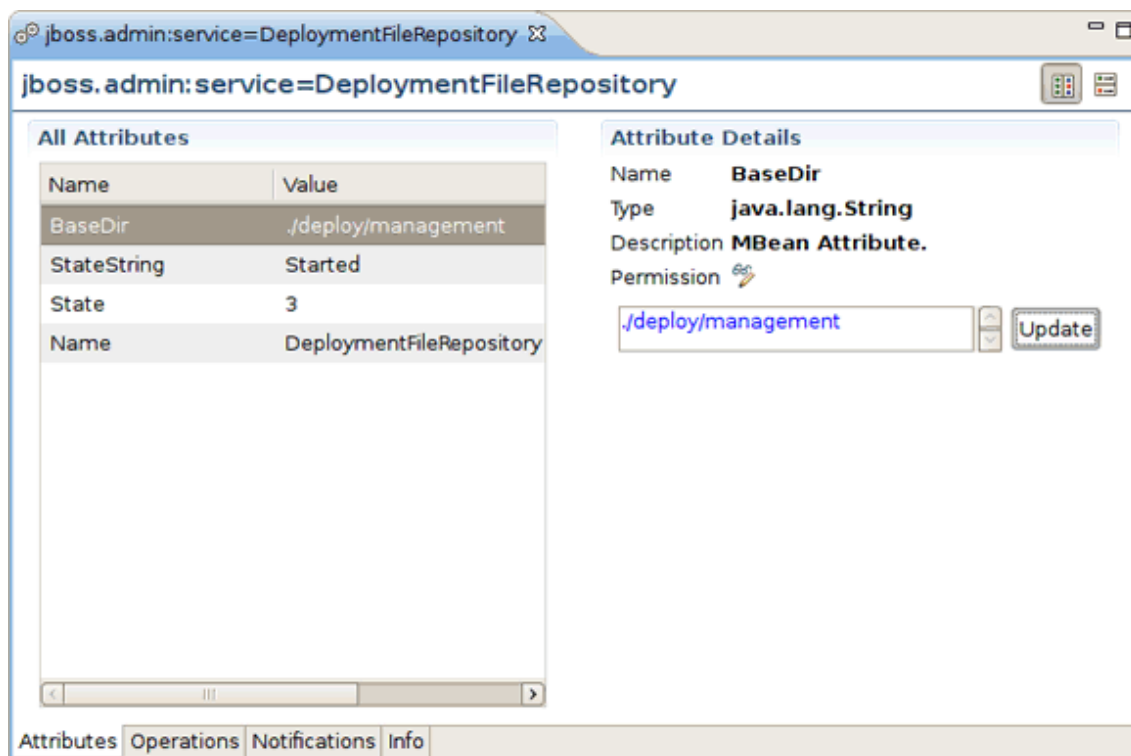 jboss.admin:service=DeploymentFileRepository
jboss.admin:service=DeploymentFileRepository
All Attributes
Name Value
BaseDir ./deploy/management
StateString Started
State 3
Name DeploymentFileRepository
Attribute Details
Name BaseDir
Type java.lang.String
Description MBean Attribute.
Permission
./deploy/management
Update
Attributes Operations Notifications Info